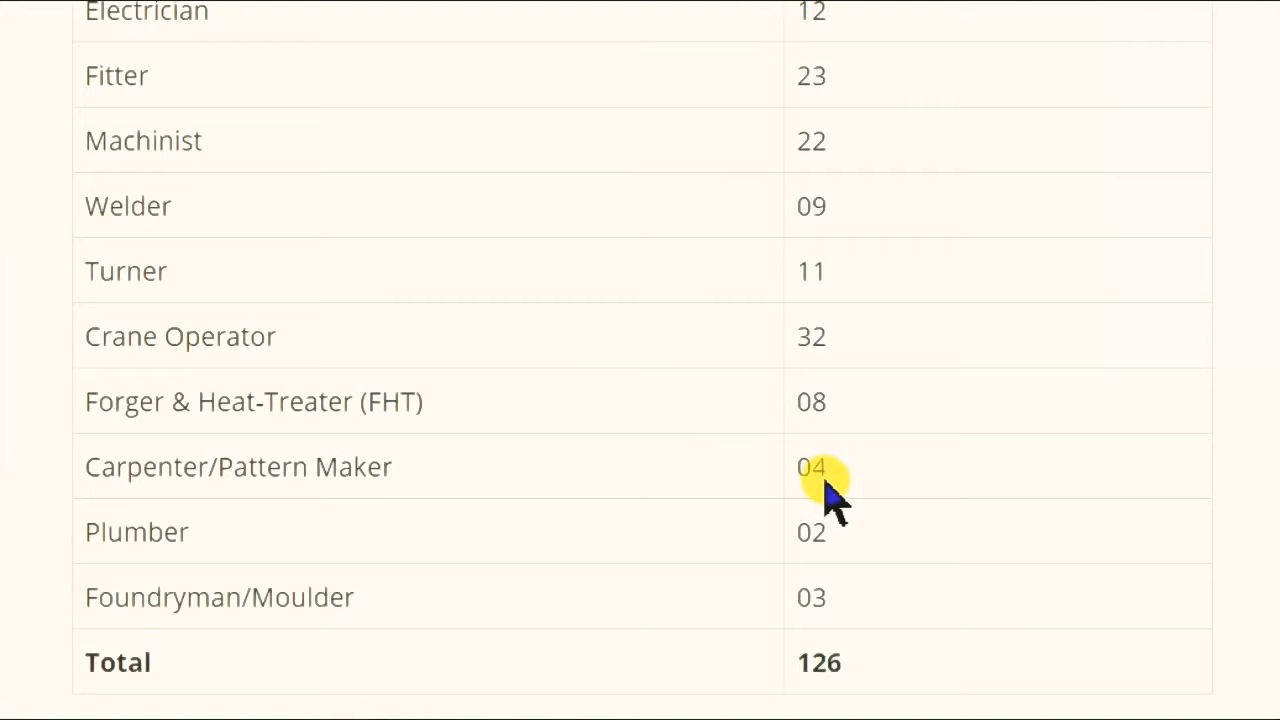 Electrician 12
Fitter 23
Machinist 22
Welder 09
Turner 11
Crane Operator 32
Forger & Heat-Treater (FHT) 08
Carpenter/Pattern Maker 04
Plumber 02
Foundryman/Moulder 03
Total 126